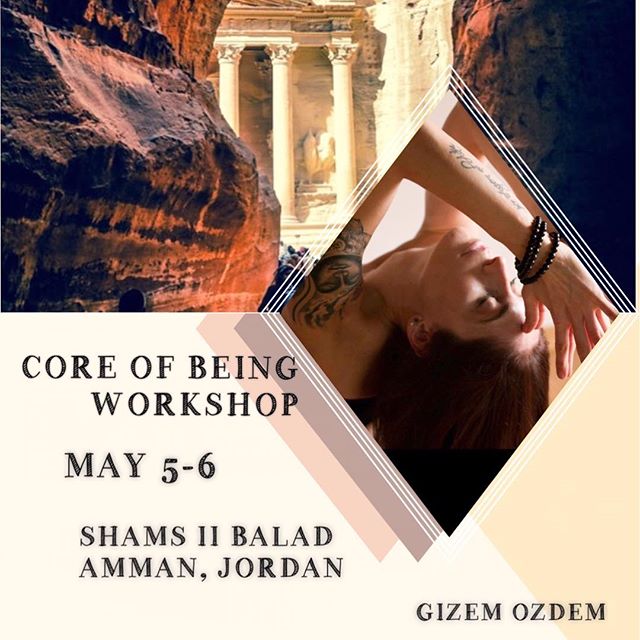 CORE OF BEING
WORKSHOP
MAY 5-6
SHAMS II BALAD
AMMAN, JORDAN
GIZEM OZDEM